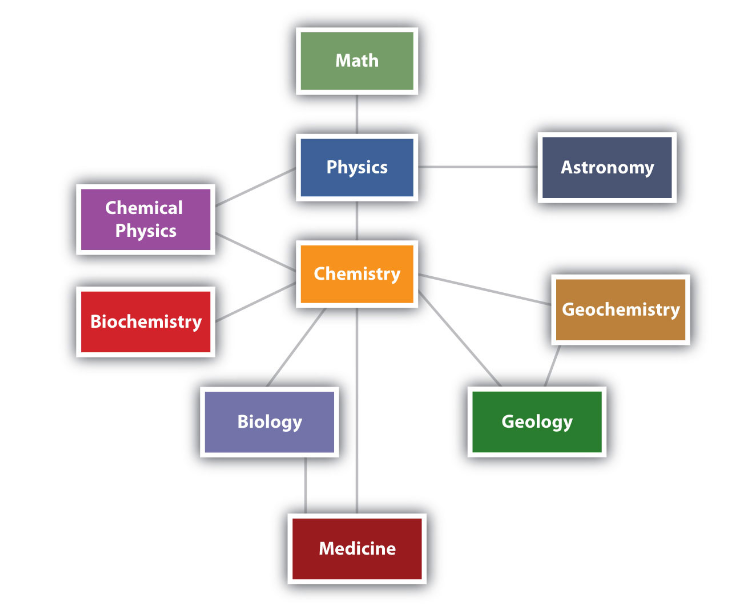 Math
Physics
Astronomy
Chemical
Physics
Chemistry
Biochemistry
Geochemistry
Biology
Geology
Medicine